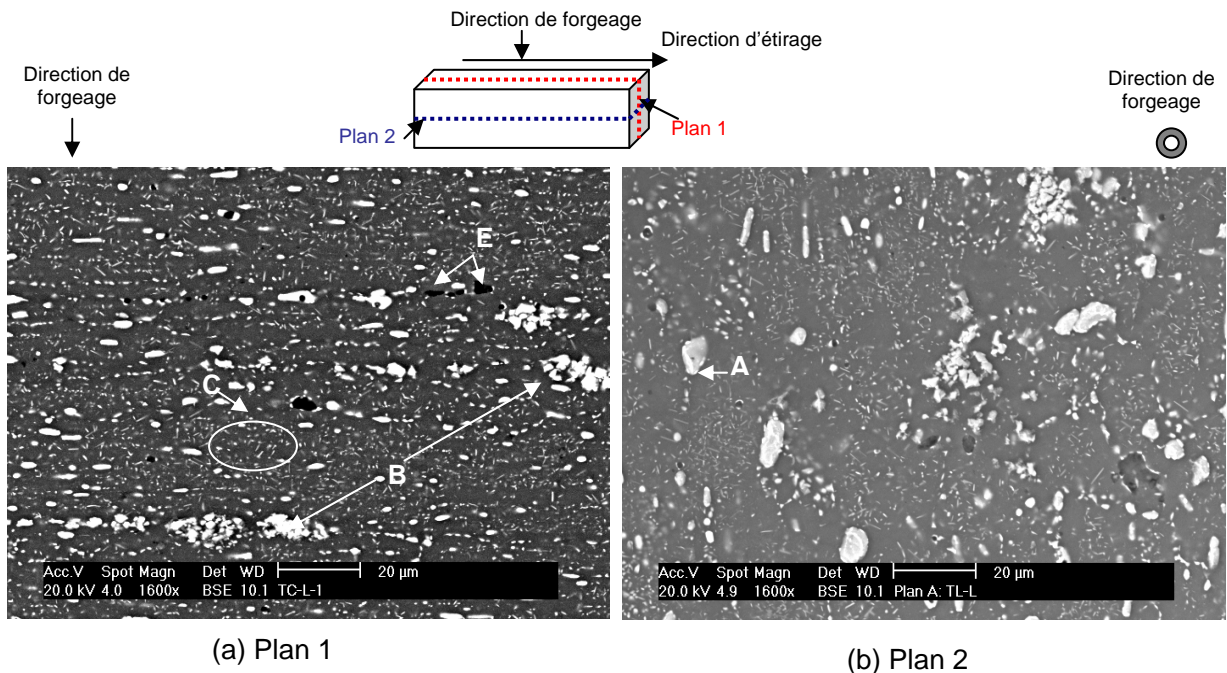 Direction de forgeage
Direction d'étirage
Direction de
forgeage
Direction de
forgeage
Plan 2
Plan 1
E
C
B
A
Acc.V Spot Magn Det WD 20 µm
20.0 kV 4.0 1600x BSE 10.1 TC-L-1
Acc.V Spot Magn Det WD 20 µm
20.0 kV 4.9 1600x BSE 10.1 Plan A: TL-L
(a) Plan 1
(b) Plan 2